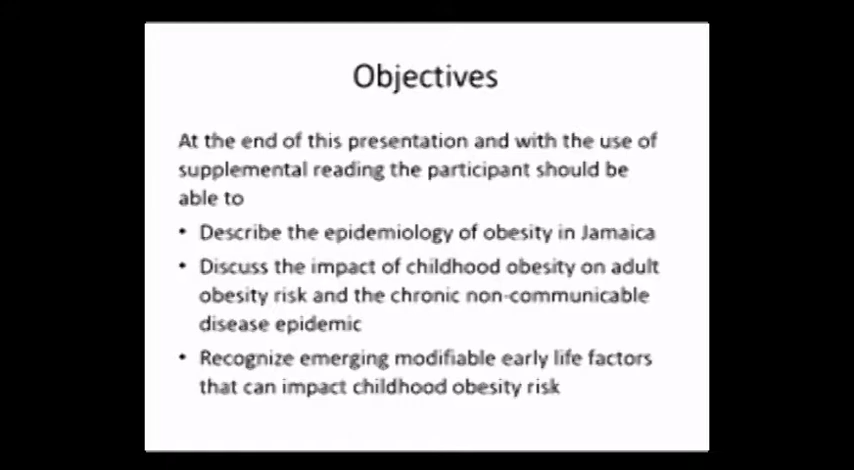 Objectives
At the end of this presentation and with the use of
supplemental reading the participant should be
able to
• Describe the epidemiology of obesity in Jamaica
• Discuss the impact of childhood obesity on adult
obesity risk and the chronic non-communicable
disease epidemic
• Recognize emerging modifiable early life factors
that can impact childhood obesity risk